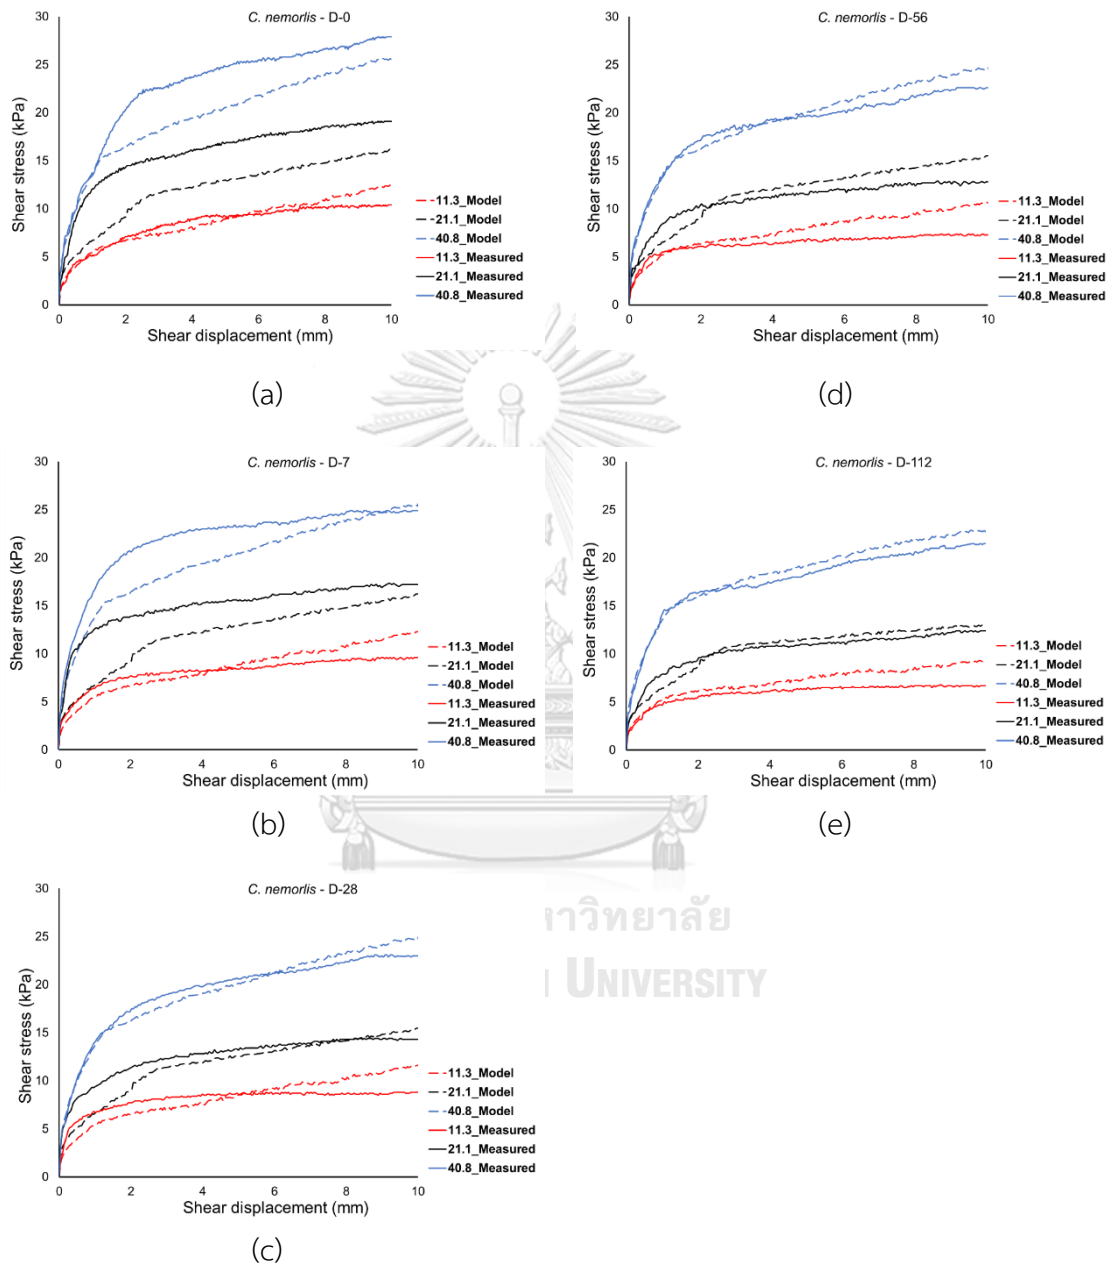 C. nemorlis - D-0
Shear stress (kPa)
30
25
20
15
10
5
0
0 2 4 6 8 10
Shear displacement (mm)
11.3_Model
21.1_Model
40.8_Model
11.3_Measured
21.1_Measured
40.8_Measured
(a)
C. nemorlis - D-56
Shear stress (kPa)
30
25
20
15
10
5
0
0 2 4 6 8 10
Shear displacement (mm)
11.3_Model
21.1_Model
40.8_Model
11.3_Measured
21.1_Measured
40.8_Measured
(d)
C. nemorlis - D-7
Shear stress (kPa)
30
25
20
15
10
5
0
0 2 4 6 8 10
Shear displacement (mm)
11.3_Model
21.1_Model
40.8_Model
11.3_Measured
21.1_Measured
40.8_Measured
(b)
C. nemorlis - D-112
Shear stress (kPa)
30
25
20
15
10
5
0
0 2 4 6 8 10
Shear displacement (mm)
11.3_Model
21.1_Model
40.8_Model
11.3_Measured
21.1_Measured
40.8_Measured
(e)
C. nemorlis - D-28
Shear stress (kPa)
30
25
20
15
10
5
0
0 2 4 6 8 10
Shear displacement (mm)
11.3_Model
21.1_Model
40.8_Model
11.3_Measured
21.1_Measured
40.8_Measured
(c)
หาวิทยาลัย
UNIVERSITY